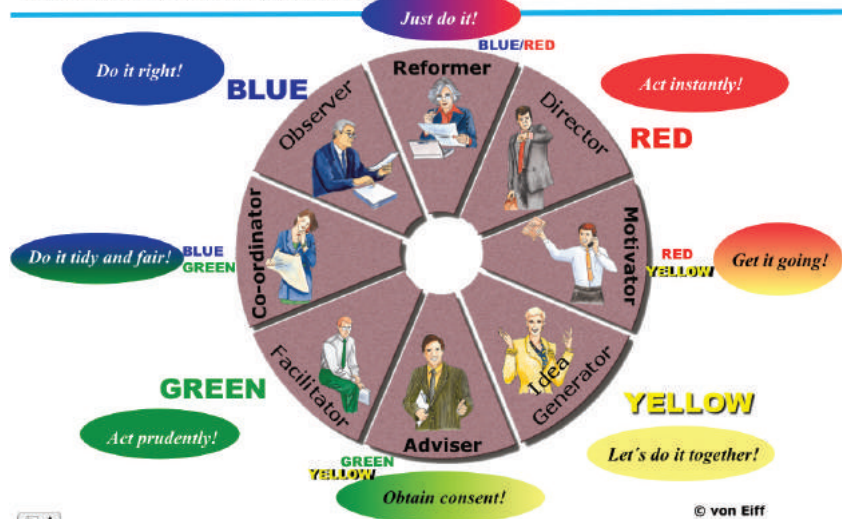 Just do it!
BLUE/RED
Reformer
Do it right!
BLUE
Observer
Director
Act instantly!
RED
Do it tidy and fair!
BLUE
GREEN
Co-ordinator
Motivator
RED
YELLOW
Get it going!
GREEN
Facilitator
Act prudently!
Adviser
GREEN
YELLOW
Obtain consent!
Idea
Generator
YELLOW
Let´s do it together!
© von Eiff